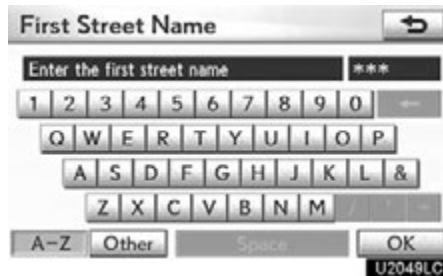 First Street Name
Enter the first street name ***
1 2 3 4 5 6 7 8 9 0 ←
Q W E R T Y U I O P
A S D F G H J K L &
Z X C V B N M / ' -
A-Z Other Space OK
U2049LC